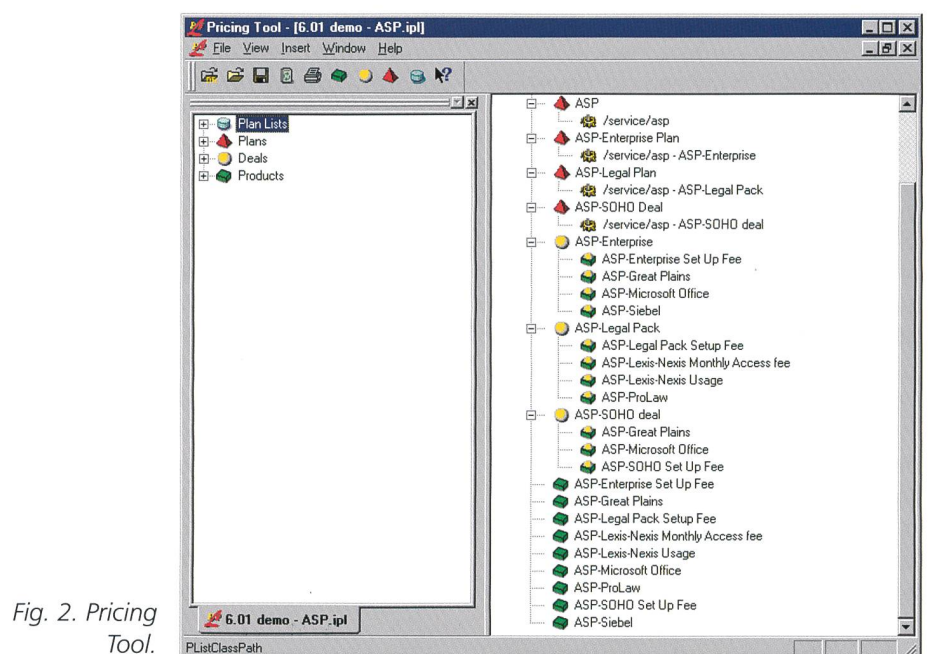 Pricing Tool - [6.01 demo - ASP.ipl]
File View Insert Window Help
Plan Lists
Plans
Deals
Products
6.01 demo - ASP.ipl
ASP
/service/asp
ASP-Enterprise Plan
/service/asp - ASP-Enterprise
ASP-Legal Plan
/service/asp - ASP-Legal Pack
ASP-SOHO Deal
/service/asp - ASP-SOHO deal
ASP-Enterprise
ASP-Enterprise Set Up Fee
ASP-Great Plains
ASP-Microsoft Office
ASP-Siebel
ASP-Legal Pack
ASP-Legal Pack Setup Fee
ASP-Lexis-Nexis Monthly Access fee
ASP-Lexis-Nexis Usage
ASP-ProLaw
ASP-SOHO deal
ASP-Great Plains
ASP-Microsoft Office
ASP-SOHO Set Up Fee
ASP-Enterprise Set Up Fee
ASP-Great Plains
ASP-Legal Pack Setup Fee
ASP-Lexis-Nexis Monthly Access fee
ASP-Lexis-Nexis Usage
ASP-Microsoft Office
ASP-ProLaw
ASP-SOHO Set Up Fee
ASP-Siebel
PListClassPath
Fig. 2. Pricing
Tool.